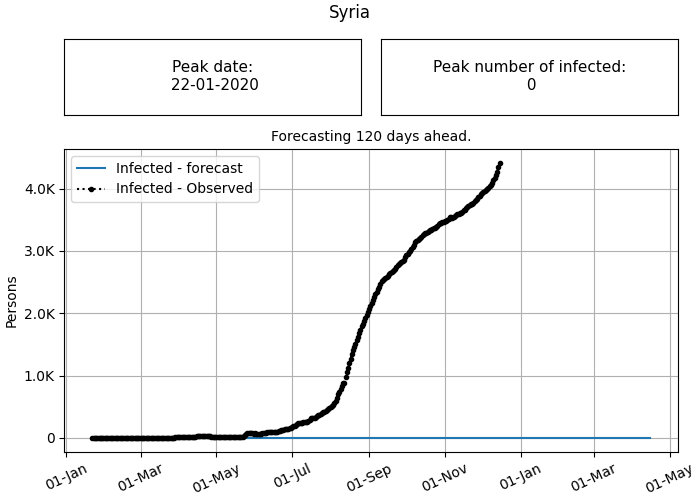 Syria
Peak date:
22-01-2020
Peak number of infected:
0
Forecasting 120 days ahead.
Infected - forecast
Infected - Observed
4.0K
3.0K
2.0K
1.0K
0
Persons
01-Jan
01-Mar
01-May
01-Jul
01-Sep
01-Nov
01-Jan
01-Mar
01-May